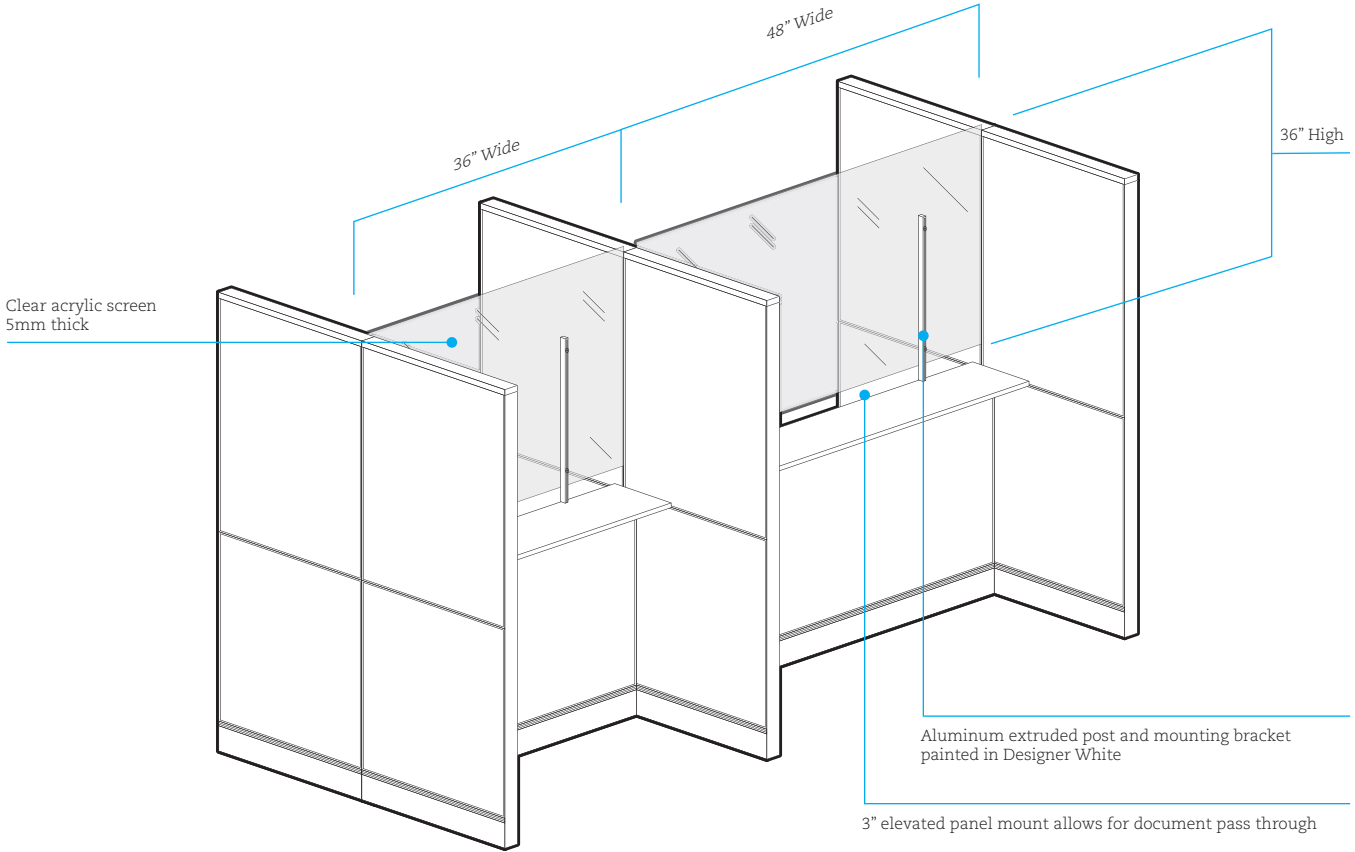 48” Wide
36” Wide
36” High
Clear acrylic screen
5mm thick
Aluminum extruded post and mounting bracket
painted in Designer White
3” elevated panel mount allows for document pass through